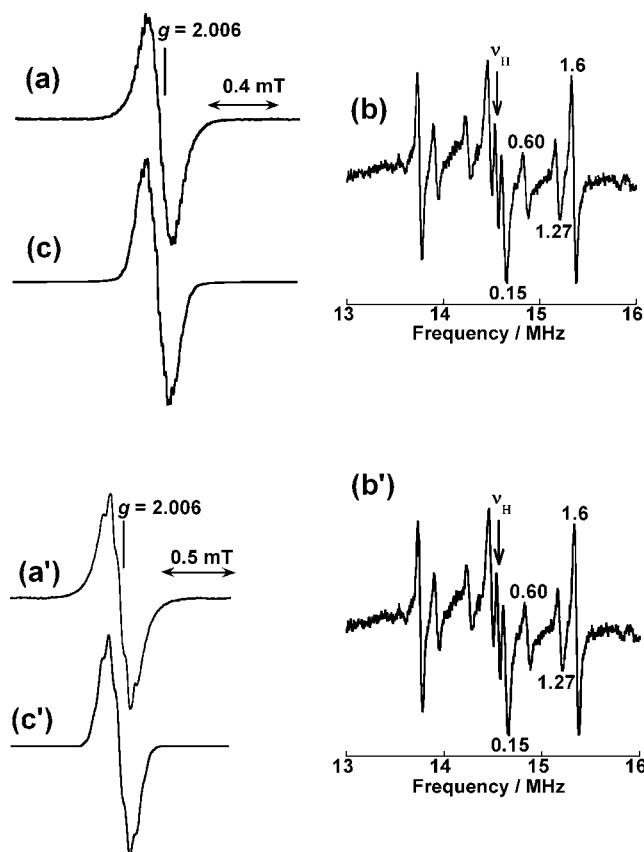 (a)
g = 2.006
0.4 mT
(c)
(b)
νH
0.60
1.6
1.27
0.15
13 14 15 16
Frequency / MHz
(a')
g = 2.006
0.5 mT
(c')
(b')
νH
0.60
1.6
1.27
0.15
13 14 15 16
Frequency / MHz